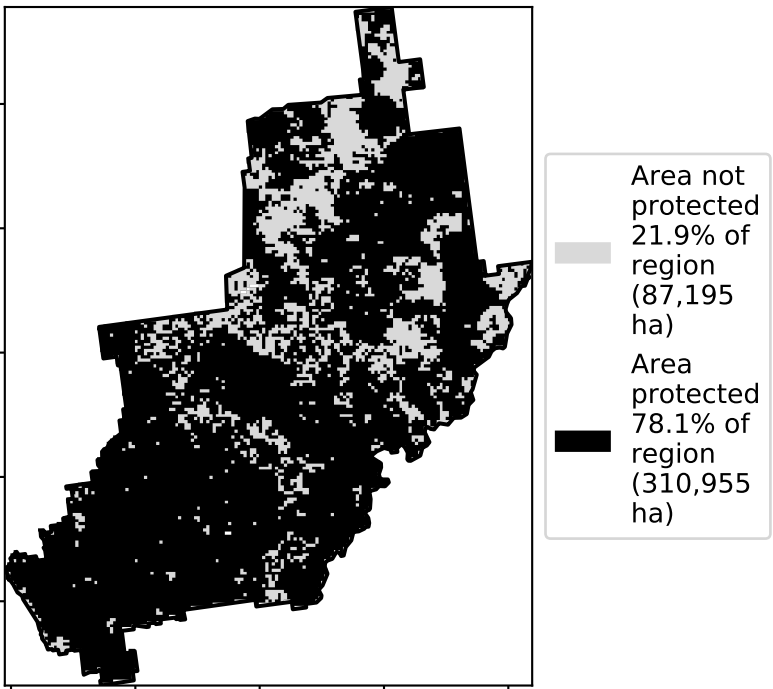 Area not
protected
21.9% of
region
(87,195
ha)
Area
protected
78.1% of
region
(310,955
ha)